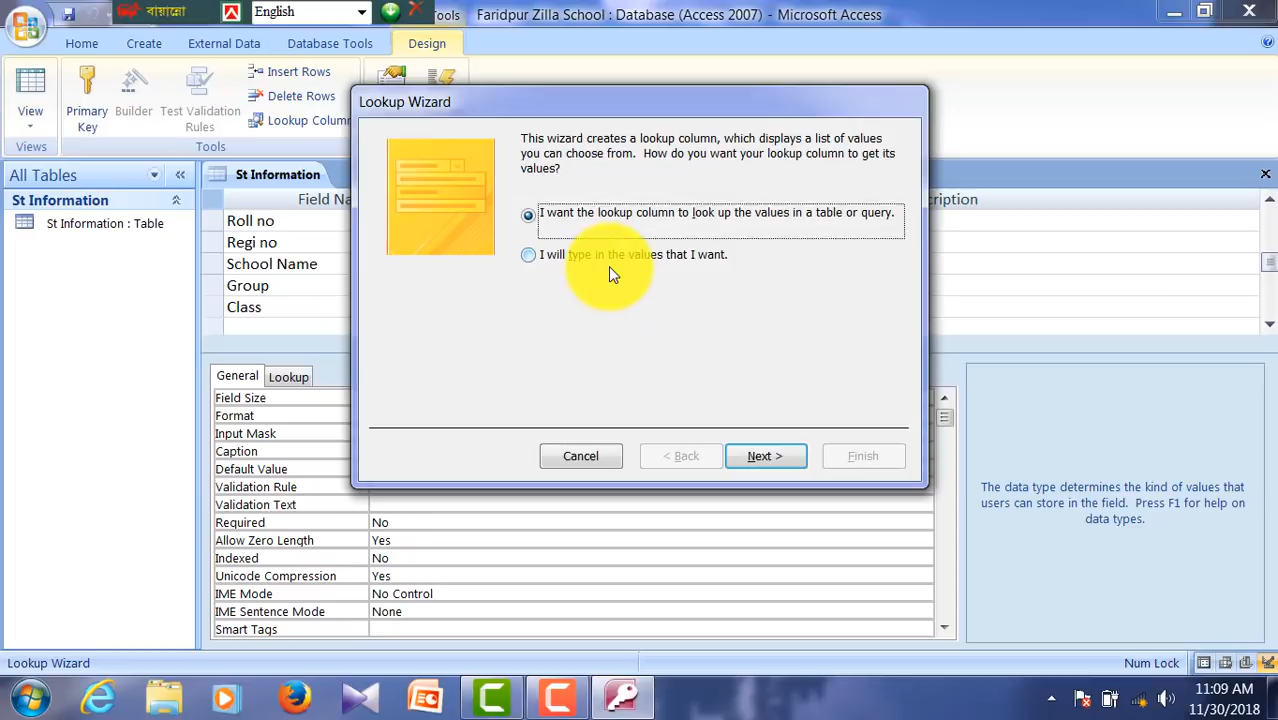 বায়ান্নো English Tools Faridpur Zilla School : Database (Access 2007) - Microsoft Access
Home Create External Data Database Tools Design
View
Views
Primary
Key
Builder
Test Validation
Rules
Insert Rows
Delete Rows
Lookup Column
Tools
All Tables
St Information
St Information : Table
St Information
Roll no
Regi no
School Name
Group
Class
Lookup Wizard
This wizard creates a lookup column, which displays a list of values
you can choose from. How do you want your lookup column to get its
values?
I want the lookup column to look up the values in a table or query.
I will type in the values that I want.
Cancel < Back Next > Finish
General Lookup
Field Size
Format
Input Mask
Caption
Default Value
Validation Rule
Validation Text
Required No
Allow Zero Length Yes
Indexed No
Unicode Compression Yes
IME Mode No Control
IME Sentence Mode None
Smart Tags
The data type determines the kind of values that
users can store in the field. Press F1 for help on
data types.
Lookup Wizard Num Lock
11:09 AM
11/30/2018